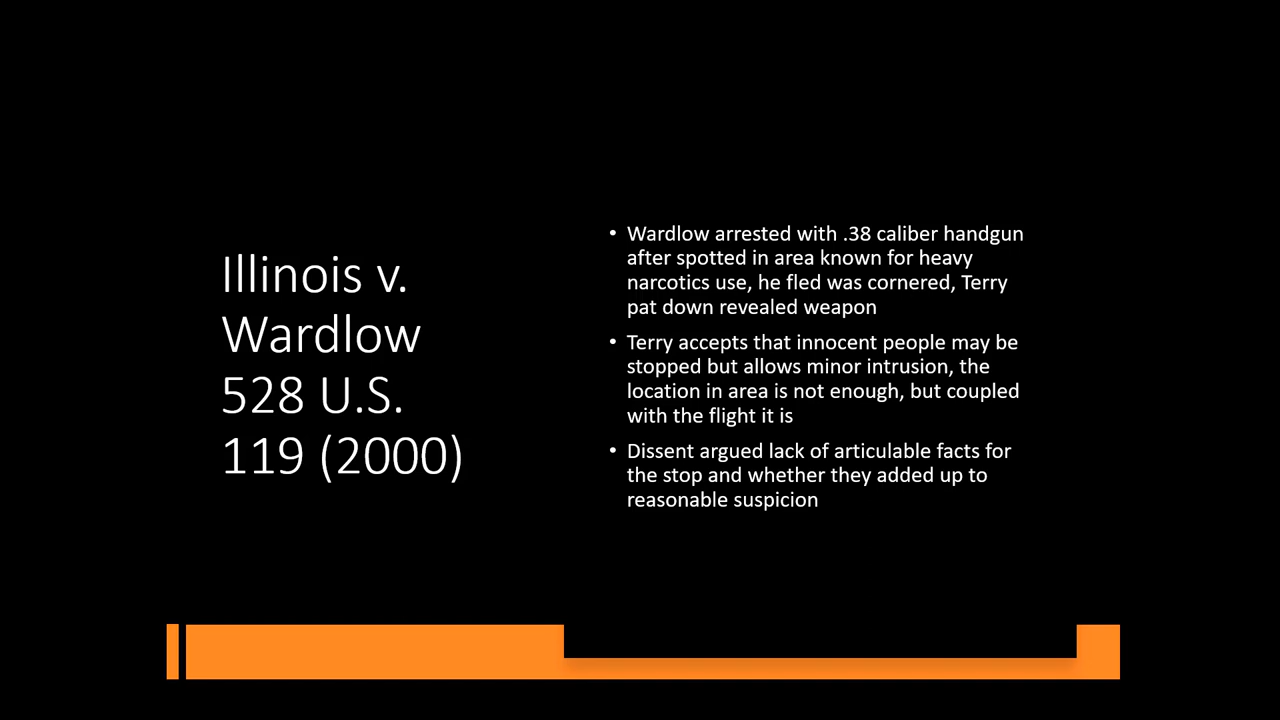 Illinois v.
Wardlow
528 U.S.
119 (2000)
• Wardlow arrested with .38 caliber handgun
after spotted in area known for heavy
narcotics use, he fled was cornered, Terry
pat down revealed weapon
• Terry accepts that innocent people may be
stopped but allows minor intrusion, the
location in area is not enough, but coupled
with the flight it is
• Dissent argued lack of articulable facts for
the stop and whether they added up to
reasonable suspicion